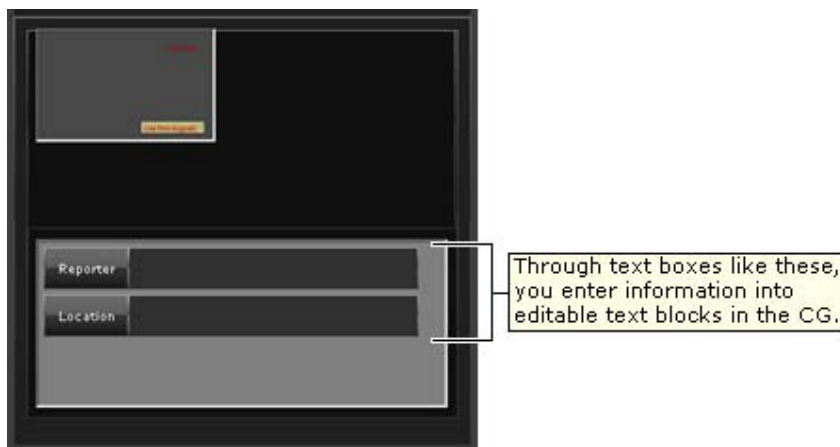 Reporter
Location
Through text boxes like these,
you enter information into
editable text blocks in the CG.